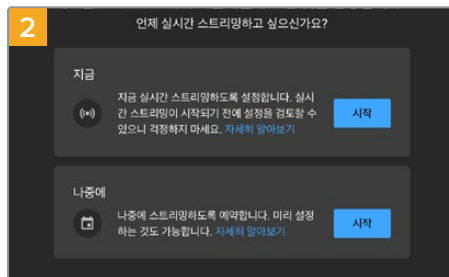 2
언제 실시간 스트리밍하고 싶으신가요?
지금
지금 실시간 스트리밍하도록 설정합니다. 실시
간 스트리밍이 시작되기 전에 설정을 검토할 수
있으니 걱정하지 마세요. 자세히 알아보기
시작
나중에
나중에 스트리밍하도록 예약합니다. 미리 설정
하는 것도 가능합니다. 자세히 알아보기
시작